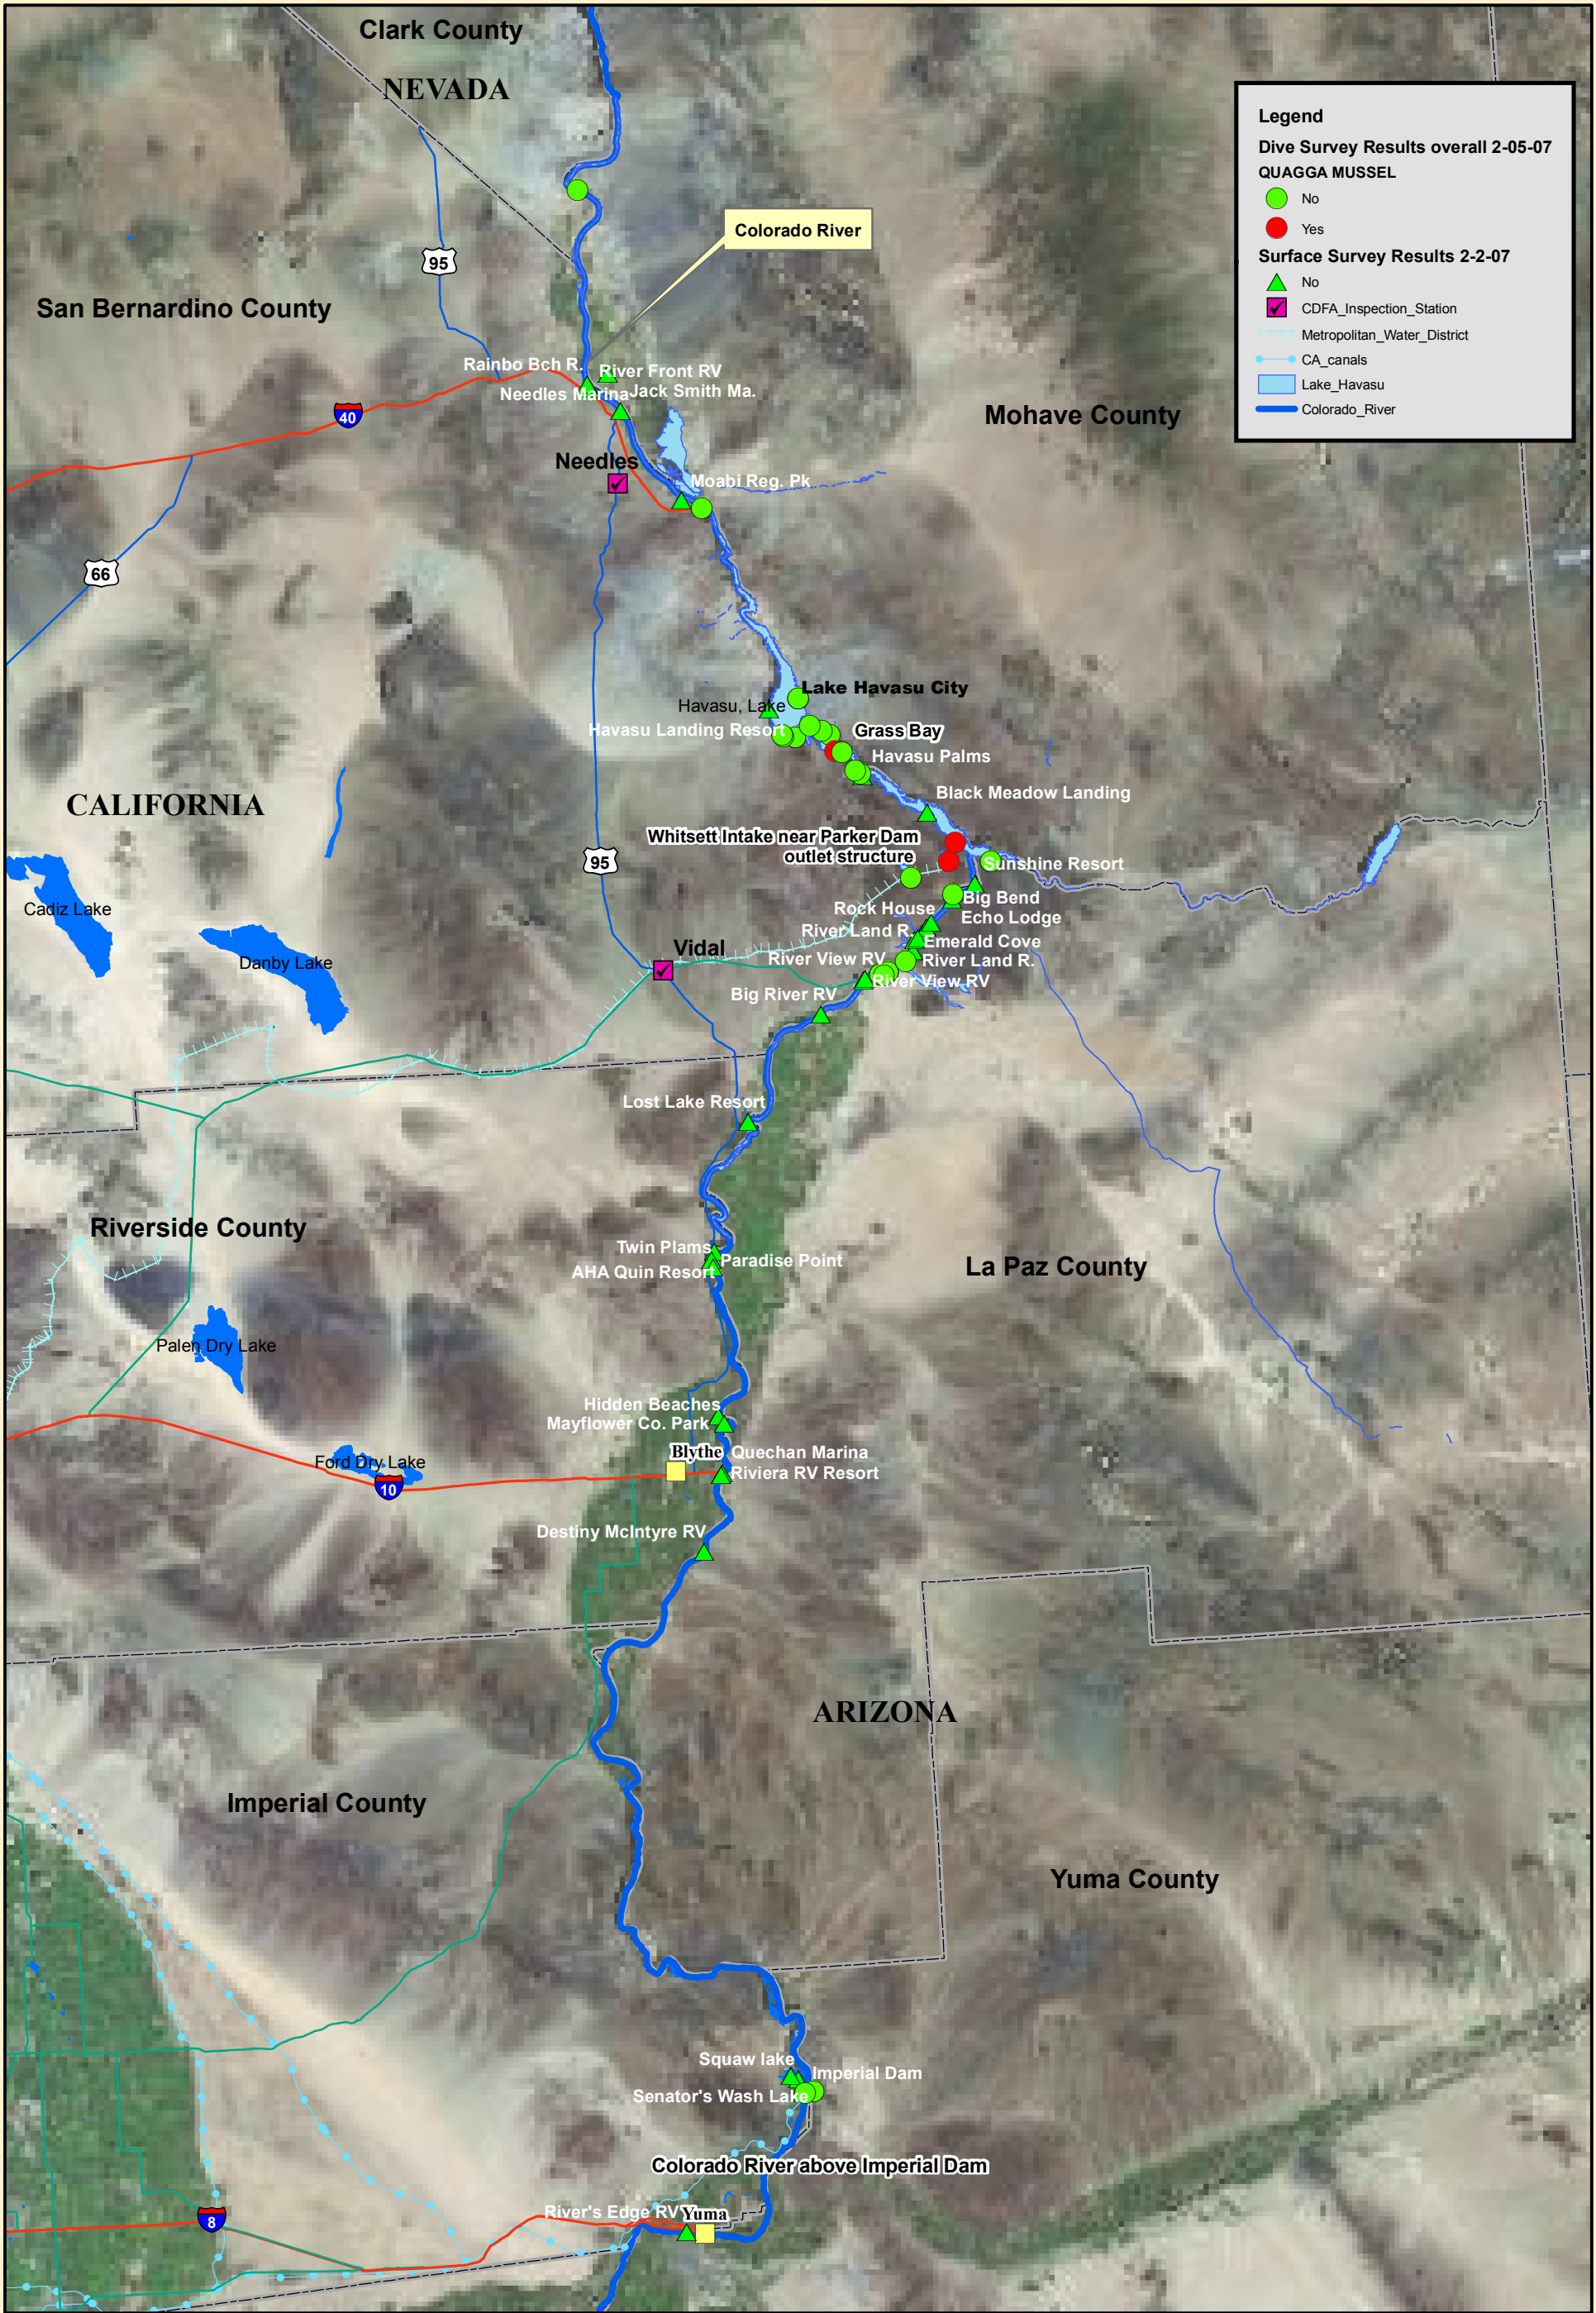 Clark County
NEVADA
Legend
Dive Survey Results overall 2-05-07
QUAGGA MUSSEL
No
Yes
Surface Survey Results 2-2-07
No
CDFA_Inspection_Station
Metropolitan_Water_District
CA_canals
Lake_Havasu
Colorado_River
Colorado River
95
San Bernardino County
Rainbo Bch R.
River Front RV
Needles Marina
Jack Smith Ma.
40
Mohave County
Needles
Moabi Reg. Pk
66
Lake Havasu City
Havasu, Lake
Havasu Landing Resort
Grass Bay
Havasu Palms
CALIFORNIA
Black Meadow Landing
Whitsett Intake near Parker Dam
outlet structure
95
Sunshine Resort
Cadiz Lake
Big Bend
Rock House
Echo Lodge
River Land R.
Emerald Cove
Vidal
Danby Lake
River View RV
River Land R.
River View RV
Big River RV
Lost Lake Resort
Riverside County
Twin Plams
Paradise Point
AHA Quin Resort
La Paz County
Palen Dry Lake
Hidden Beaches
Mayflower Co. Park
Blythe
Quechan Marina
Ford Dry Lake
Riviera RV Resort
10
Destiny McIntyre RV
ARIZONA
Imperial County
Yuma County
Squaw lake
Imperial Dam
Senator's Wash Lake
Colorado River above Imperial Dam
River's Edge RV
Yuma
8